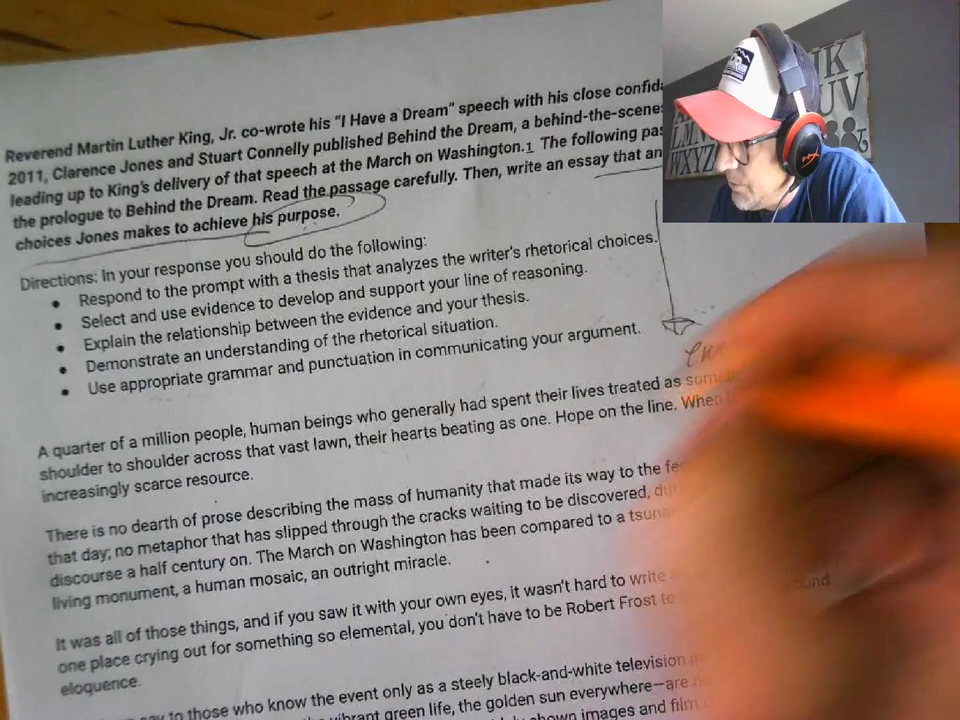 Reverend Martin Luther King, Jr. co-wrote his “I Have a Dream” speech with his close
2011, Clarence Jones and Stuart Connelly published Behind the Dream, a
leading up to King's delivery of that speech at the March on Washington.1 The following
the prologue to Behind the Dream. Read the passage carefully. Then, write an essay that
choices Jones makes to achieve his purpose.
Directions: In your response you should do the following:
• Respond to the prompt with a thesis that analyzes the writer's rhetorical choices.
• Select and use evidence to develop and support your line of reasoning.
• Explain the relationship between the evidence and your thesis.
• Demonstrate an understanding of the rhetorical situation.
• Use appropriate grammar and punctuation in communicating your argument.
A quarter of a million people, human beings who generally had spent their lives treated as
shoulder to shoulder across that vast lawn, their hearts beating as one. Hope on the line. When
increasingly scarce resource.
There is no dearth of prose describing the mass of humanity that made its way to the
that day; no metaphor that has slipped through the cracks waiting to be discovered,
discourse a half century on. The March on Washington has been compared to a
living monument, a human mosaic, an outright miracle.
It was all of those things, and if you saw it with your own eyes, it wasn't hard to write
one place crying out for something so elemental, you don't have to be Robert Frost to
eloquence.
to those who know the event only as a steely black-and-white television
vibrant green life, the golden sun everywhere—are
shown images and film
JK
UV
WXYZ
&